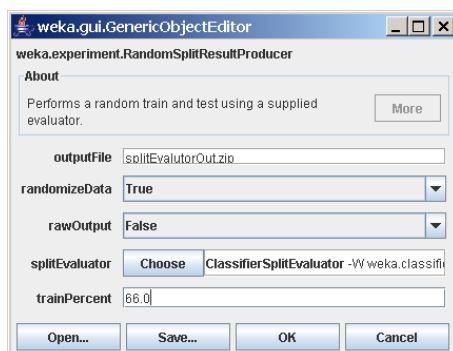 weka.gui.GenericObjectEditor
weka.experiment.RandomSplitResultProducer
About
Performs a random train and test using a supplied
evaluator.
More
outputFile splitEvalutorOut.zip
randomizeData True
rawOutput False
splitEvaluator Choose ClassifierSplitEvaluator -W weka.classifi
trainPercent 66.0
Open... Save... OK Cancel